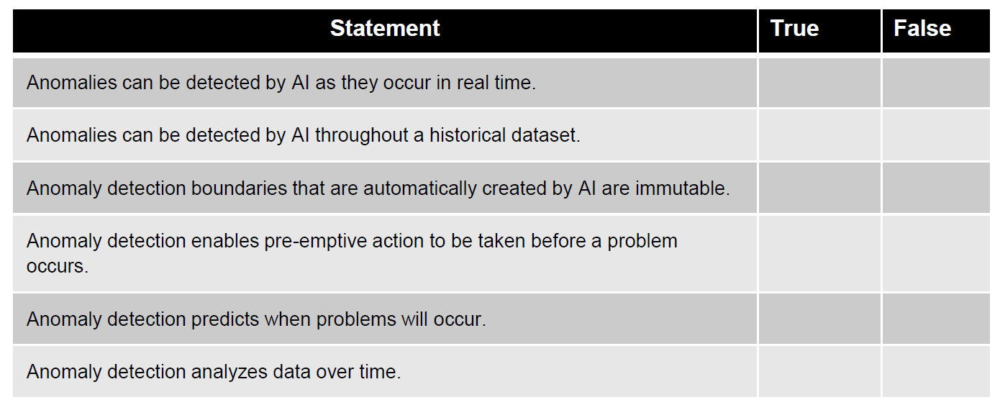 Statement True False
Anomalies can be detected by AI as they occur in real time.
Anomalies can be detected by AI throughout a historical dataset.
Anomaly detection boundaries that are automatically created by AI are immutable.
Anomaly detection enables pre-emptive action to be taken before a problem
occurs.
Anomaly detection predicts when problems will occur.
Anomaly detection analyzes data over time.